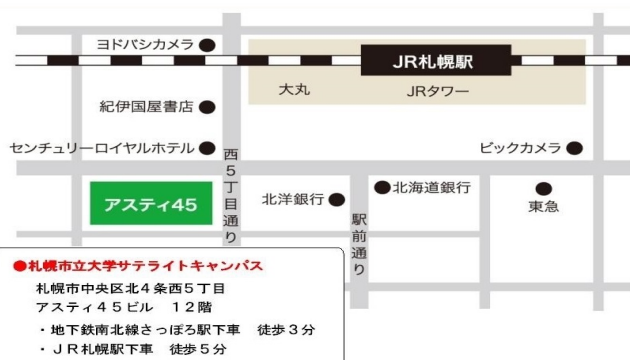 ヨドバシカメラ
JR札幌駅
大丸
JRタワー
紀伊国屋書店
センチュリーロイヤルホテル
ビックカメラ
西5丁目通り
アスティ45
北洋銀行
北海道銀行
東急
駅前通り
●札幌市立大学サテライトキャンパス
札幌市中央区北4条西5丁目
アスティ45ビル 12階
・地下鉄南北線さっぽろ駅下車 徒歩3分
・JR札幌駅下車 徒歩5分